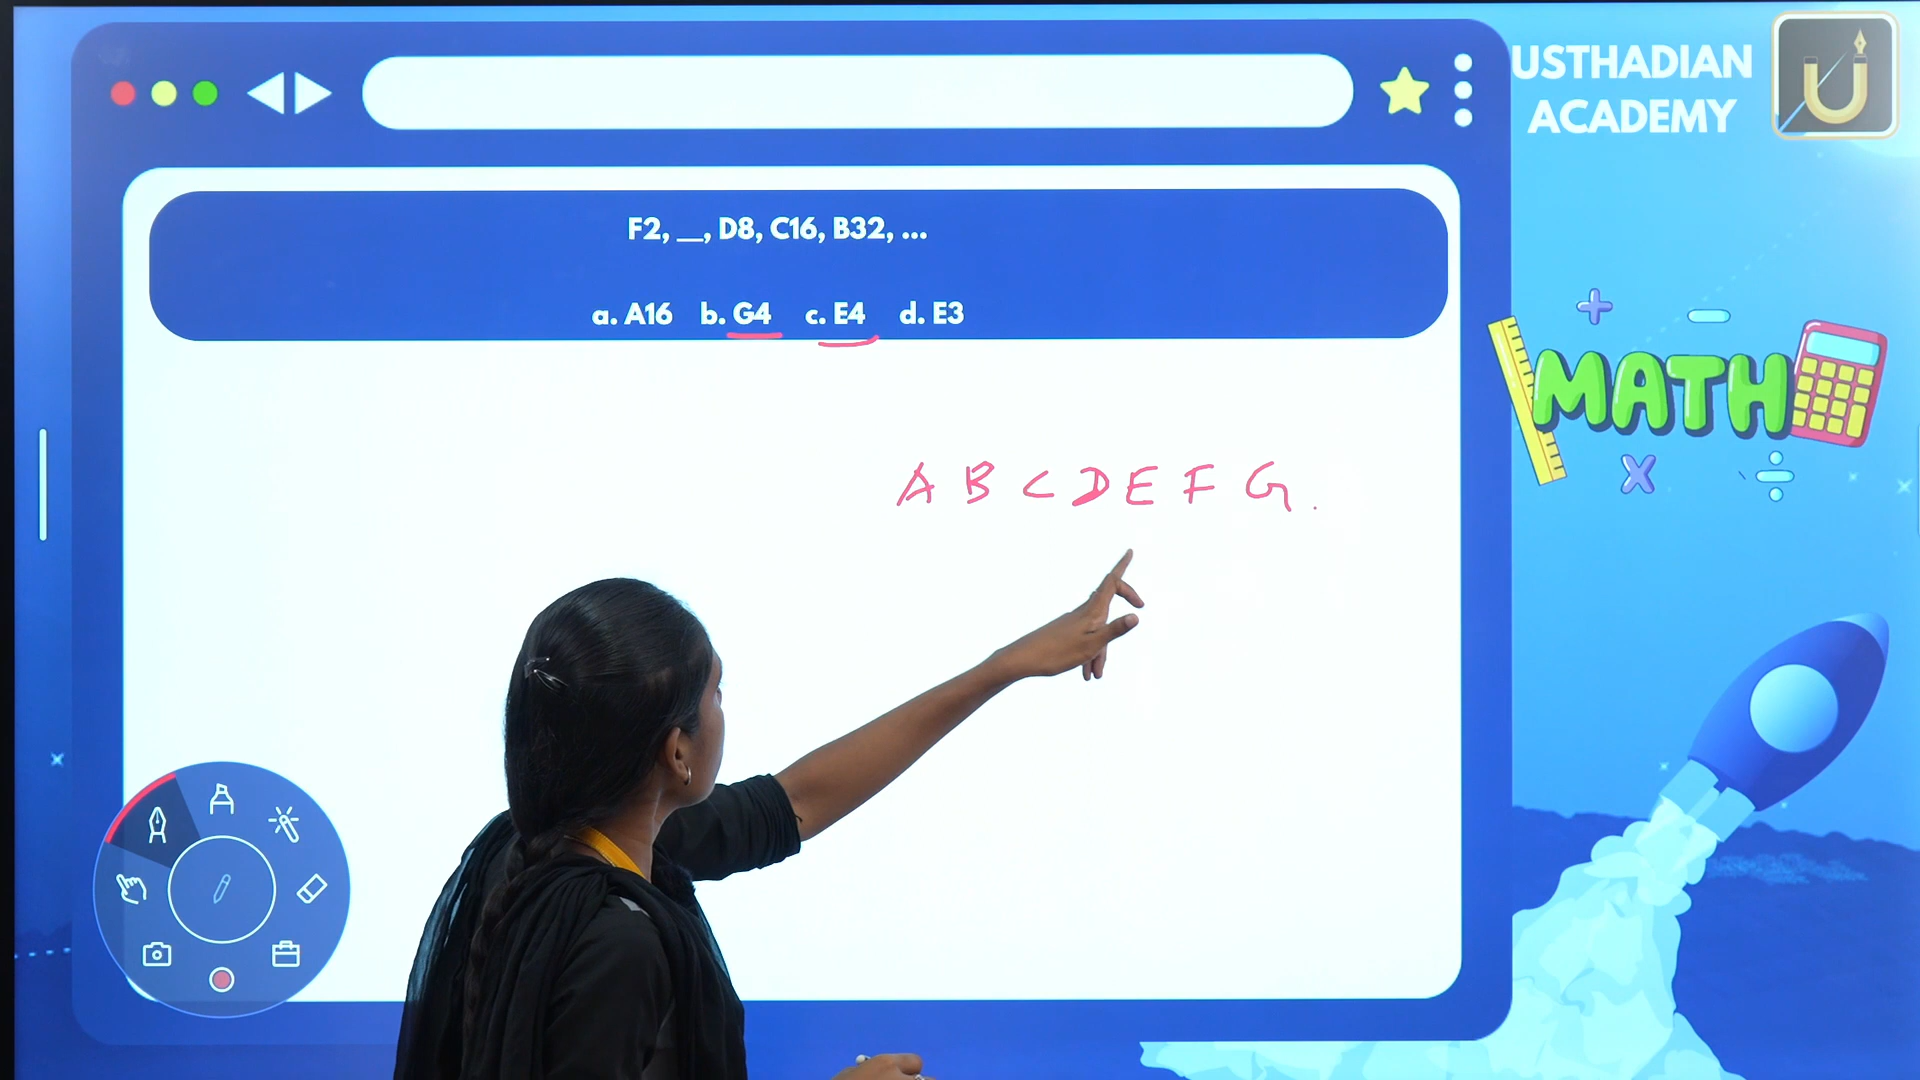 USTHADIAN
ACADEMY
F2, __, D8, C16, B32, ...
a. A16 b. G4 c. E4 d. E3
MATH
A B C D E F G .